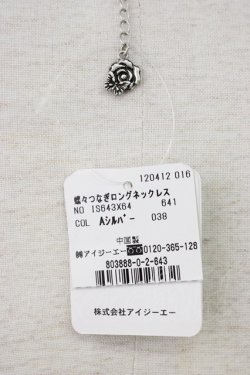 120412 016
蝶々つなぎロングネックレス
NO IS643X64 641
COL Aシルバー 038
中国製
㈱アイジーエー 0120-365-128
803888-0-2-643
株式会社アイジーエー